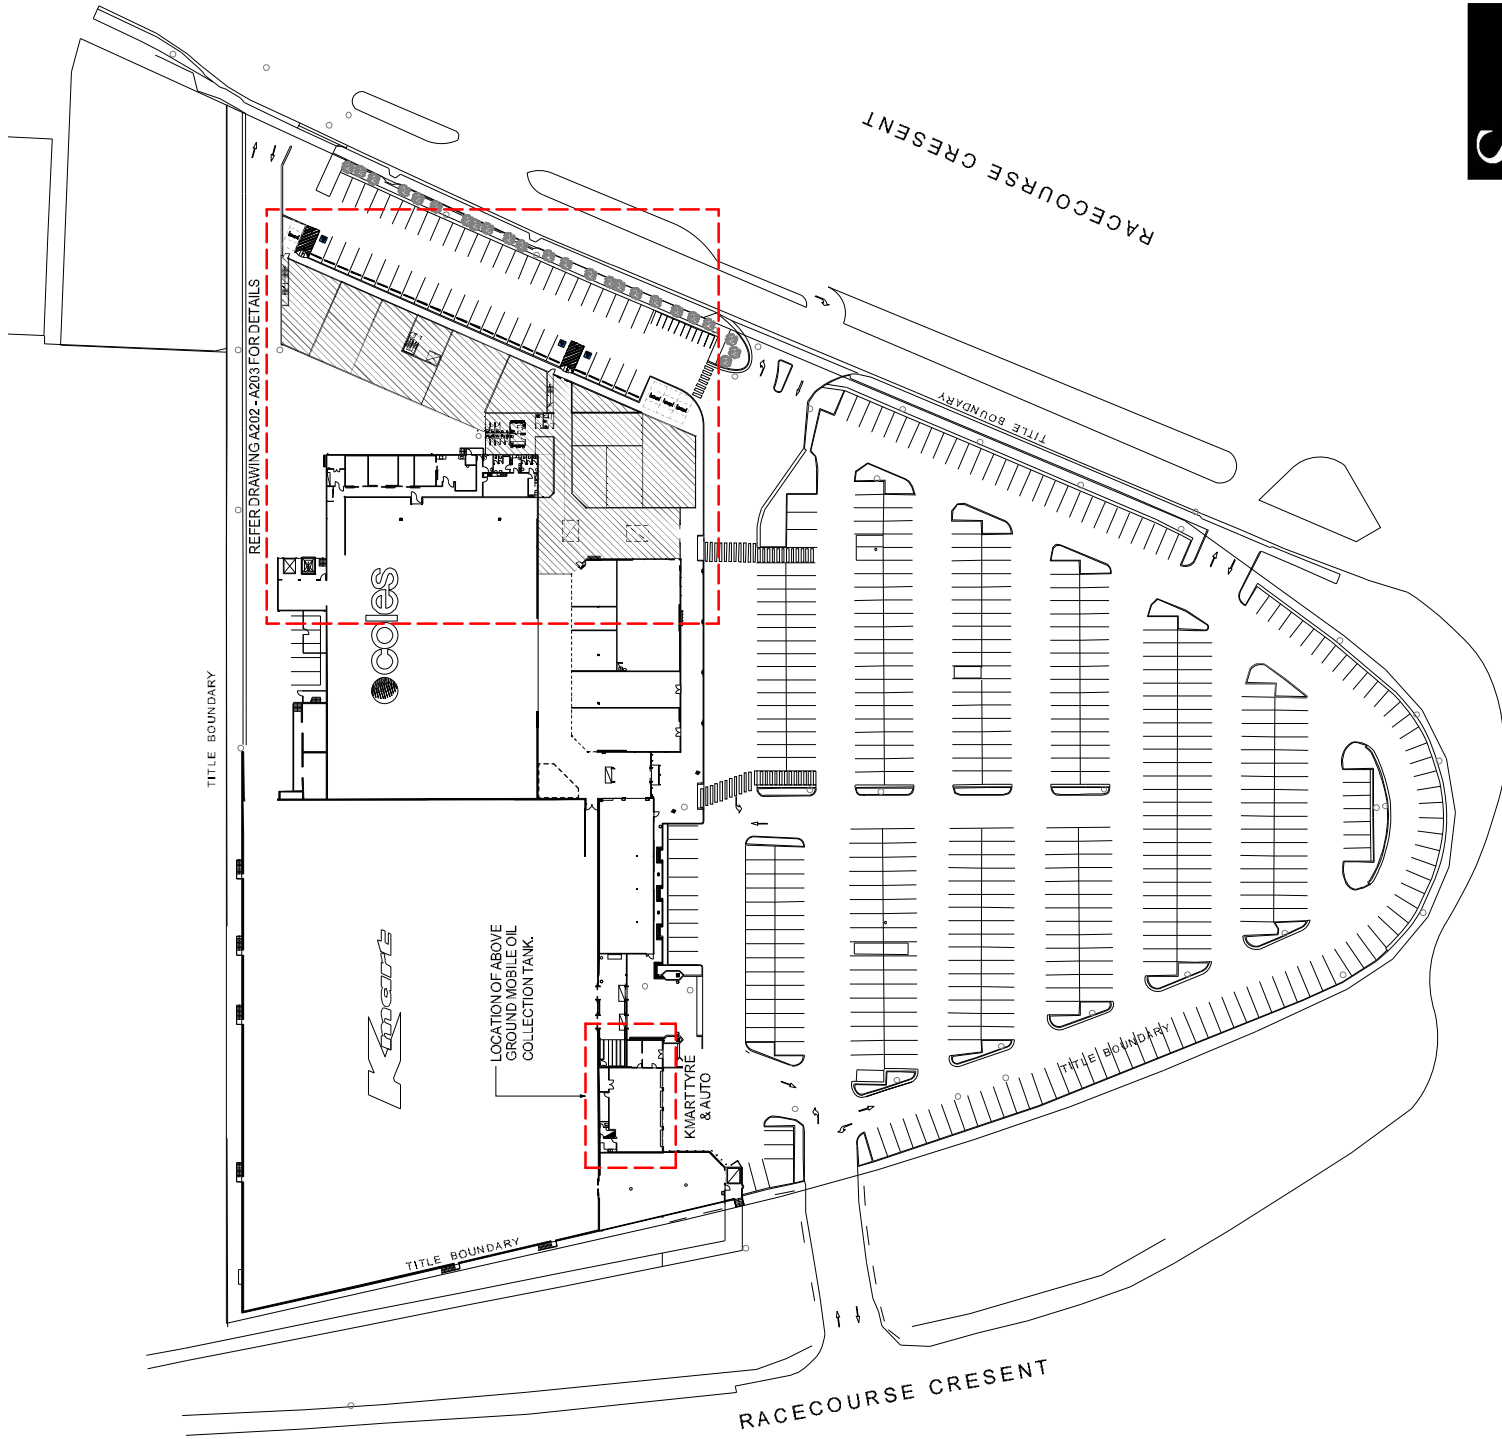 RACECOURSE CRESENT
REFER DRAWING A202 - A203 FOR DETAILS
TITLE BOUNDARY
coles
TITLE BOUNDARY
Kmart
LOCATION OF ABOVE
GROUND MOBILE OIL
COLLECTION TANK.
KMART TYRE
& AUTO
TITLE BOUNDARY
TITLE BOUNDARY
RACECOURSE CRESENT
S